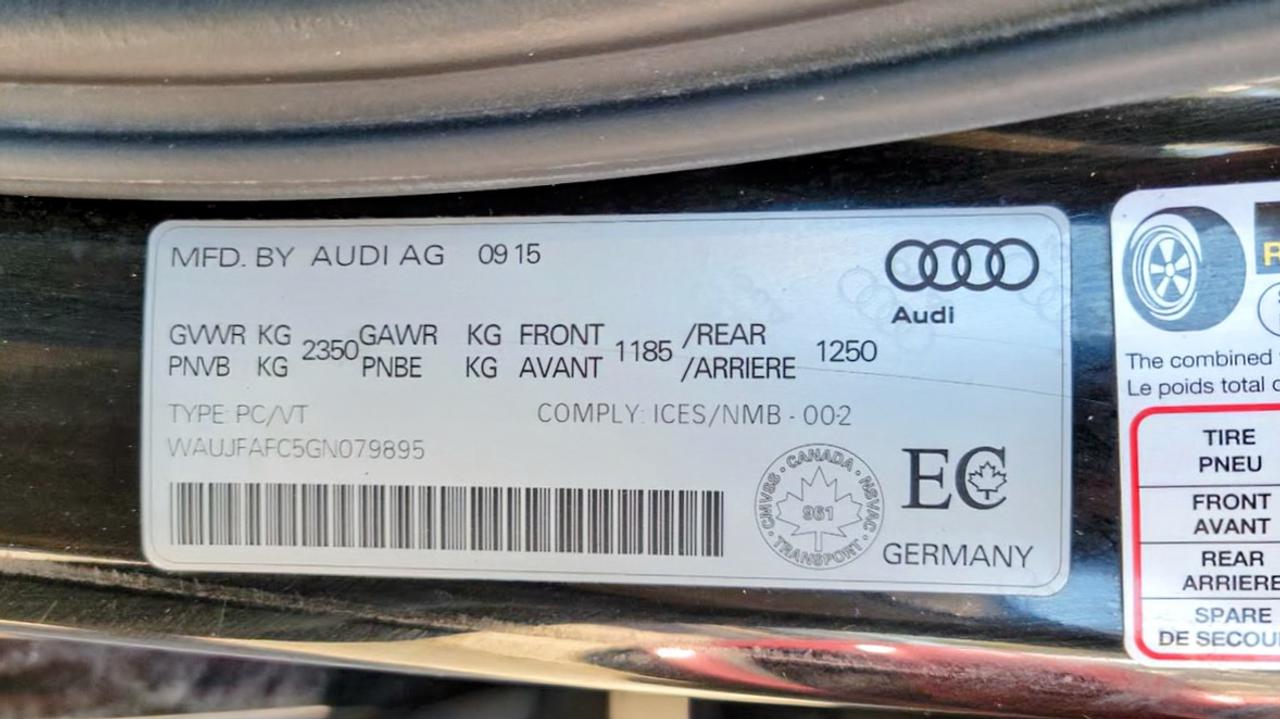 MFD. BY AUDI AG 09 15
Audi
GVWR KG 2350 GAWR KG FRONT 1185 /REAR 1250
PNVB KG PNBE KG AVANT /ARRIERE
TYPE: PC/VT COMPLY: ICES/NMB - 002
WAUJFAFC5GN079895
CANADA
CMVSS NSVAC
961
TRANSPORT
EC
GERMANY
R
The combined
Le poids total
TIRE
PNEU
FRONT
AVANT
REAR
ARRIERE
SPARE
DE SECOU